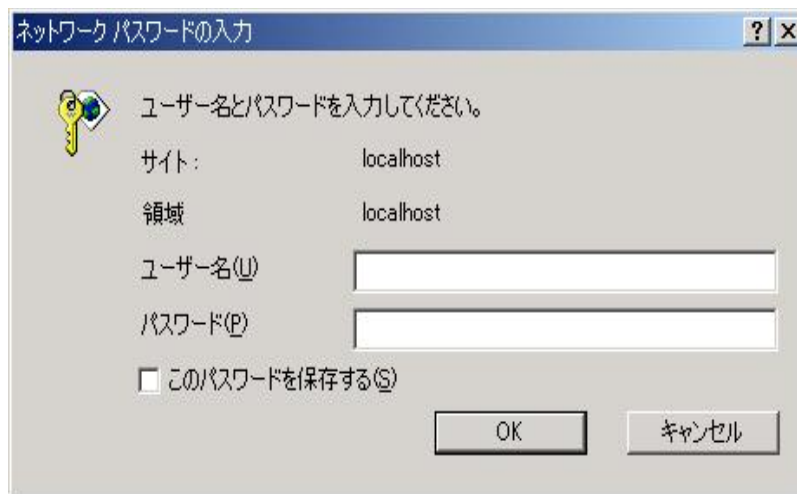 ネットワーク パスワードの入力
ユーザー名とパスワードを入力してください。
サイト: localhost
領域 localhost
ユーザー名(U)
パスワード(P)
このパスワードを保存する(S)
OK キャンセル